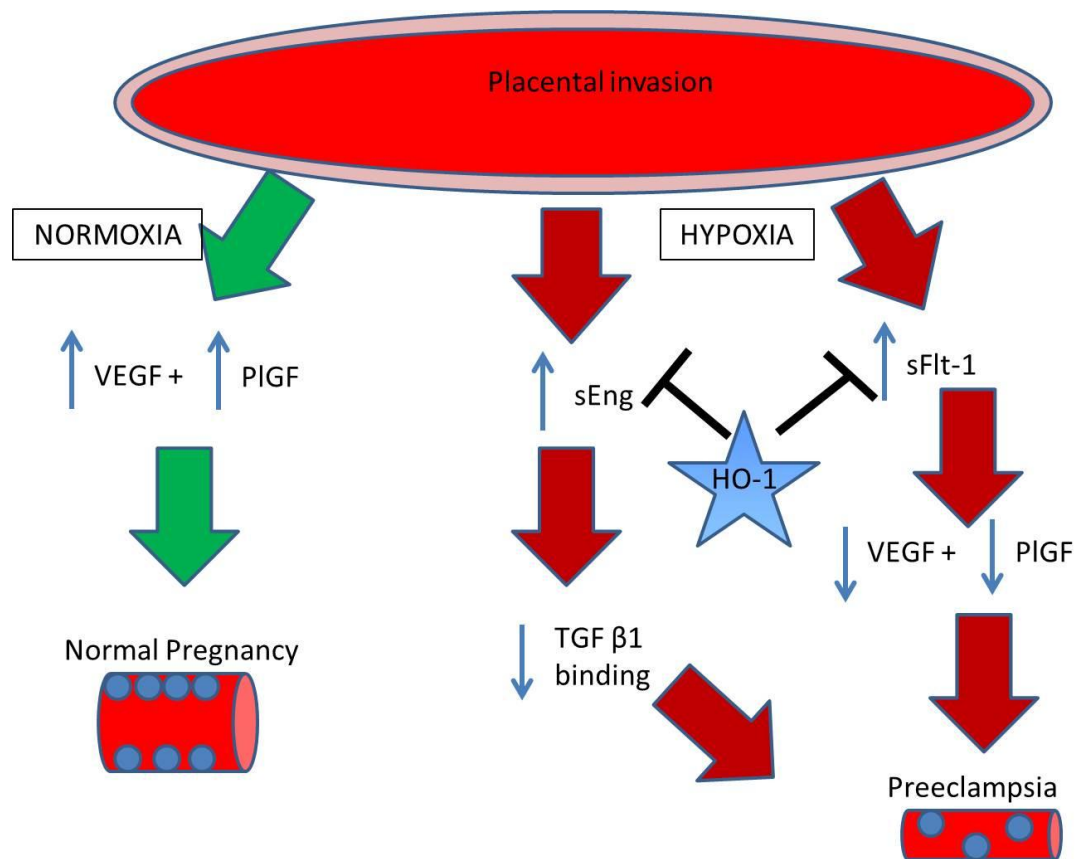 Placental invasion
NORMOXIA
HYPOXIA
VEGF + PlGF
sEng
sFlt-1
HO-1
VEGF + PlGF
TGF β1
binding
Normal Pregnancy
Preeclampsia